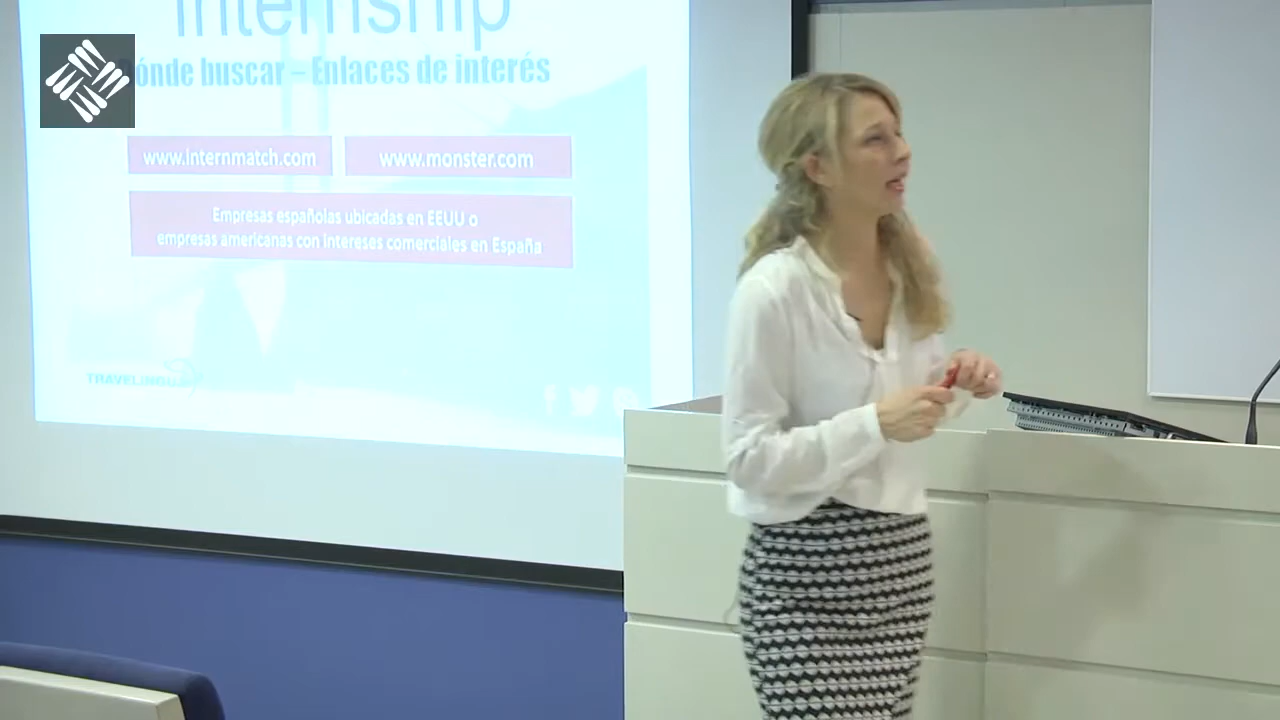 Internship
Dónde buscar – Enlaces de interés
www.internmatch.com
www.monster.com
Empresas españolas ubicadas en EEUU o
empresas americanas con intereses comerciales en España
TRAVELINGUA